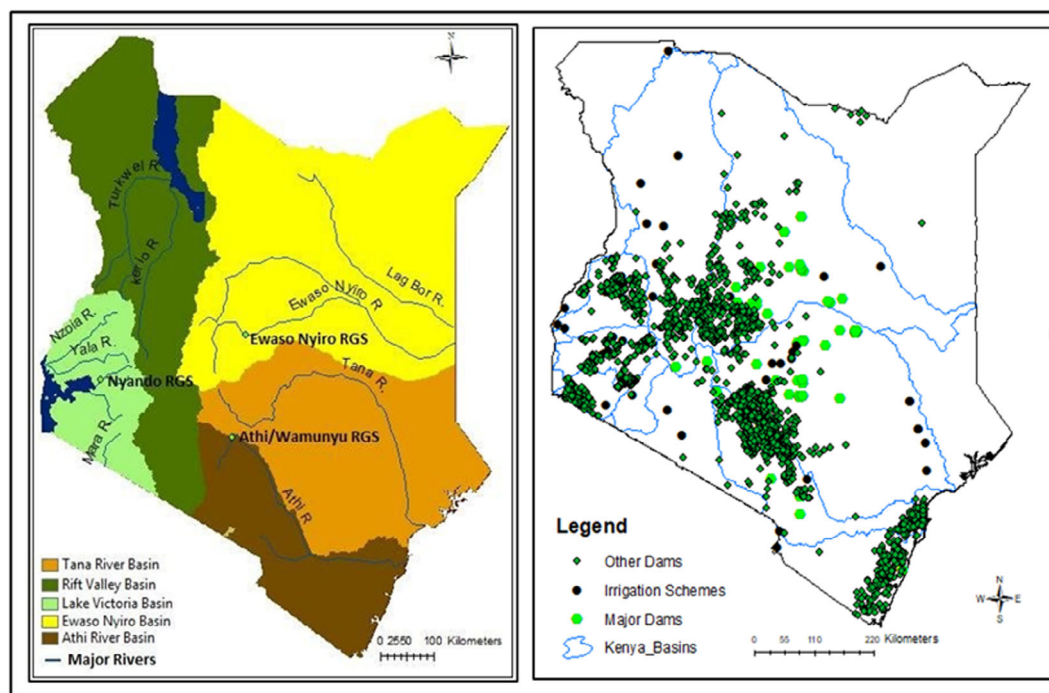 N
Turkwel R.
kerio R
Lag Bor R.
Ewaso Nyiro R
Nzoia R.
Ewaso Nyiro RGS
Yala R.
Tana R.
Nyando RGS
Athi/Wamunyu RGS
Mara R.
Athi R
Tana River Basin
Rift Valley Basin
Lake Victoria Basin
Ewaso Nyiro Basin
Athi River Basin
Major Rivers
0 2550 100 Kilometers
Legend
Other Dams
Irrigation Schemes
Major Dams
Kenya_Basins
N
W E
S
0 55 110 220 Kilometers